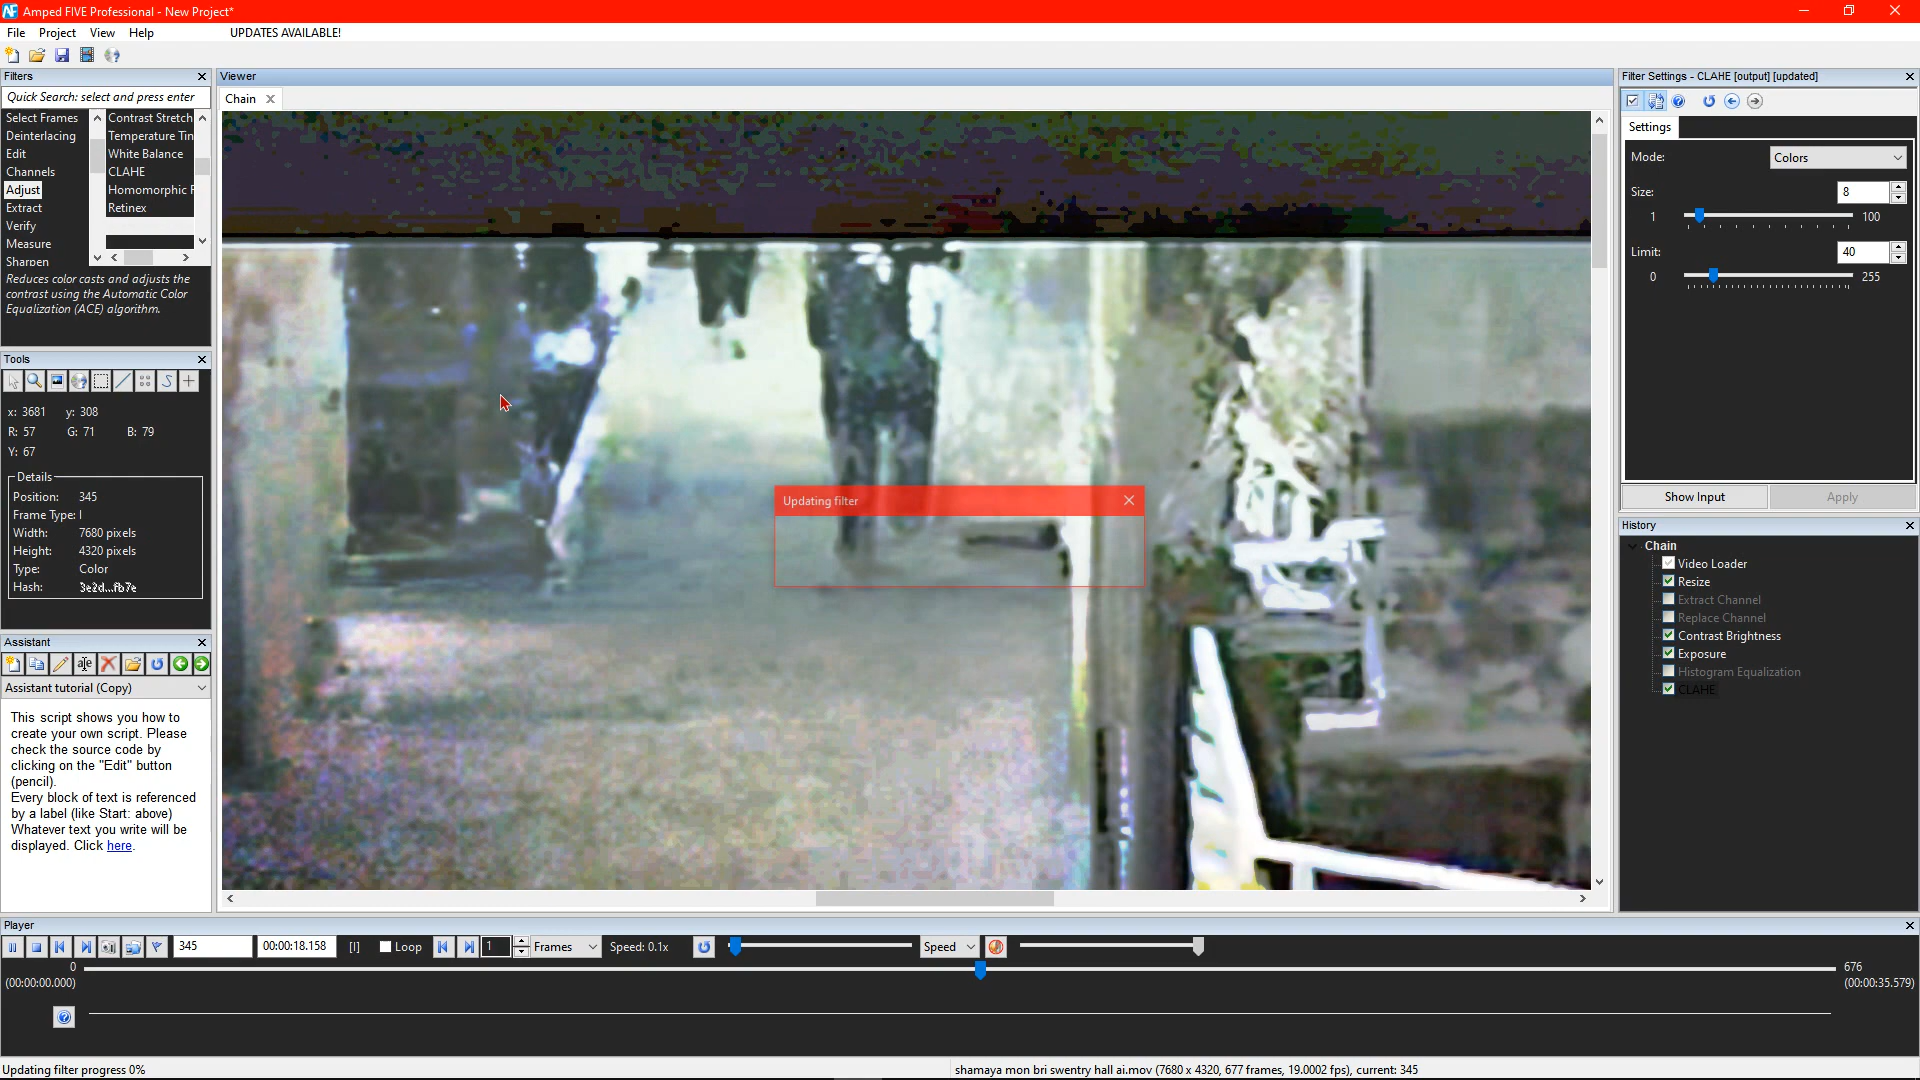 Amped FIVE Professional - New Project*
File Project View Help UPDATES AVAILABLE!
Filters
Quick Search: select and press enter
Select Frames
Deinterlacing
Edit
Channels
Adjust
Extract
Verify
Measure
Sharpen
Contrast Stretch
Temperature Tin
White Balance
CLAHE
Homomorphic F
Retinex
Reduces color casts and adjusts the
contrast using the Automatic Color
Equalization (ACE) algorithm.
Tools
x: 3681 y: 308
R: 57 G: 71 B: 79
Y: 67
Details
Position: 345
Frame Type: I
Width: 7680 pixels
Height: 4320 pixels
Type: Color
Hash: 3e2d...fb7e
Assistant
Assistant tutorial (Copy)
This script shows you how to
create your own script. Please
check the source code by
clicking on the "Edit" button
(pencil).
Every block of text is referenced
by a label (like Start: above)
Whatever text you write will be
displayed. Click here.
Viewer
Chain
Updating filter
Filter Settings - CLAHE [output] [updated]
Settings
Mode: Colors
Size: 8
1 100
Limit: 40
0 255
Show Input Apply
History
Chain
Video Loader
Resize
Extract Channel
Replace Channel
Contrast Brightness
Exposure
Histogram Equalization
CLAHE
Player
345 00:00:18.158 [I] Loop 1 Frames Speed: 0.1x Speed
0 676
(00:00:00.000) (00:00:35.579)
Updating filter progress 0% shamaya mon bri swentry hall ai.mov (7680 x 4320, 677 frames, 19.0002 fps), current: 345